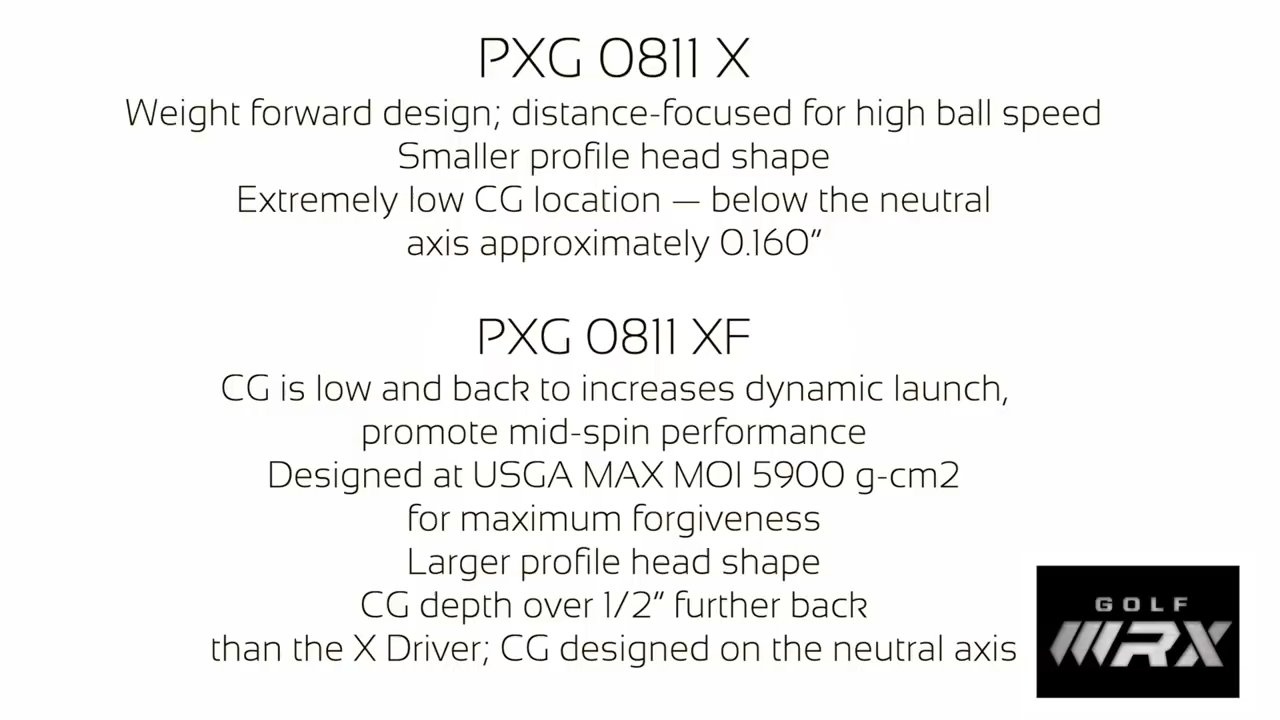 PXG 0811 X
Weight forward design; distance-focused for high ball speed
Smaller profile head shape
Extremely low CG location — below the neutral
axis approximately 0.160”
PXG 0811 XF
CG is low and back to increases dynamic launch,
promote mid-spin performance
Designed at USGA MAX MOI 5900 g-cm2
for maximum forgiveness
Larger profile head shape
CG depth over 1/2” further back
than the X Driver; CG designed on the neutral axis
GOLF
WRX